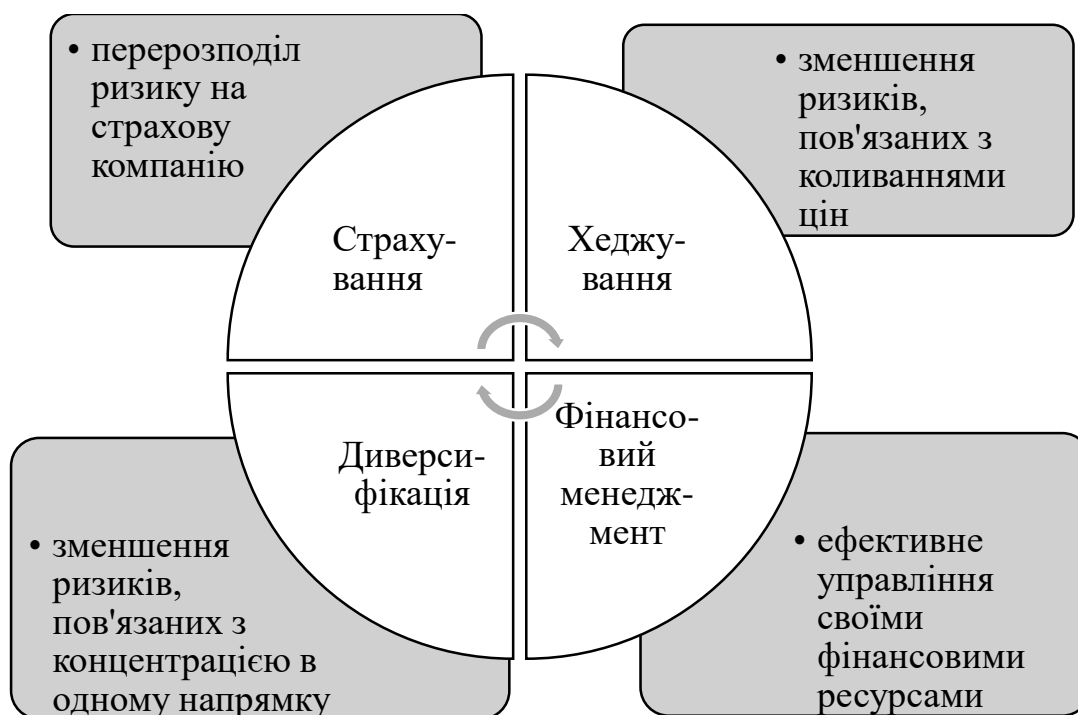 • перерозподіл
ризику на
страхову
компанію
• зменшення
ризиків,
пов'язаних з
коливаннями
цін
Страху-
вання
Хеджу-
вання
Диверси-
фікація
Фінансо-
вий
менедж-
мент
• зменшення
ризиків,
пов'язаних з
концентрацією в
одному напрямку
• ефективне
управління
своїми
фінансовими
ресурсами